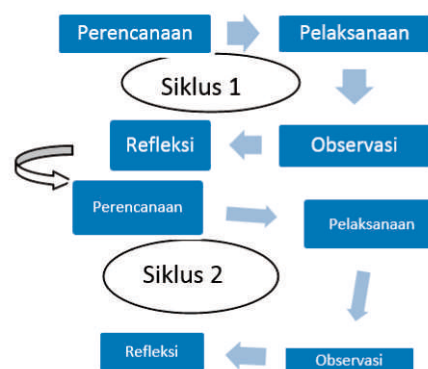 Perencanaan
Pelaksanaan
Siklus 1
Refleksi
Observasi
Perencanaan
Pelaksanaan
Siklus 2
Refleksi
Observasi